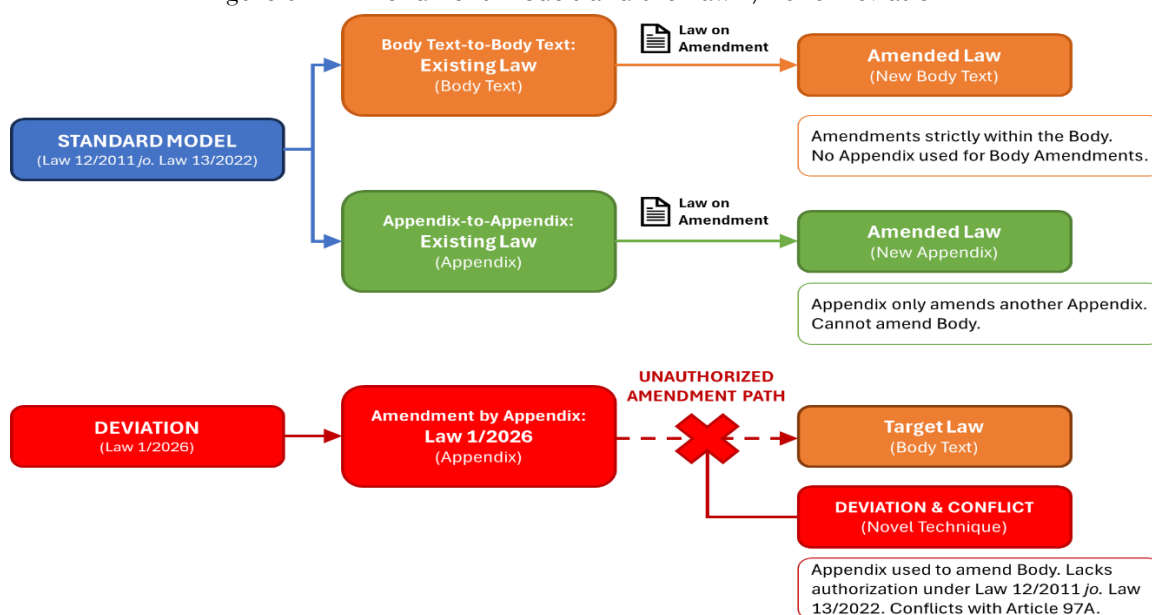 Body Text-to-Body Text:
Existing Law
(Body Text)
Law on
Amendment
Amended Law
(New Body Text)
STANDARD MODEL
(Law 12/2011 jo. Law 13/2022)
Amendments strictly within the Body.
No Appendix used for Body Amendments.
Appendix-to-Appendix:
Existing Law
(Appendix)
Law on
Amendment
Amended Law
(New Appendix)
Appendix only amends another Appendix.
Cannot amend Body.
DEVIATION
(Law 1/2026)
Amendment by Appendix:
Law 1/2026
(Appendix)
UNAUTHORIZED
AMENDMENT PATH
Target Law
(Body Text)
DEVIATION & CONFLICT
(Novel Technique)
Appendix used to amend Body. Lacks
authorization under Law 12/2011 jo. Law
13/2022. Conflicts with Article 97A.